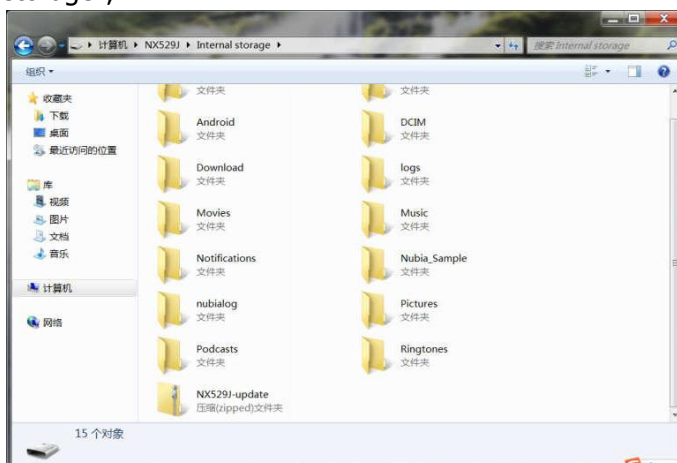 计算机 ▸ NX529J ▸ Internal storage ▸
搜索 Internal storage
组织
收藏夹
下载
桌面
最近访问的位置
库
视频
图片
文档
音乐
计算机
网络
文件夹
文件夹
Android
文件夹
DCIM
文件夹
Download
文件夹
logs
文件夹
Movies
文件夹
Music
文件夹
Notifications
文件夹
Nubia_Sample
文件夹
nubialog
文件夹
Pictures
文件夹
Podcasts
文件夹
Ringtones
文件夹
NX529J-update
压缩(zipped)文件夹
15 个对象